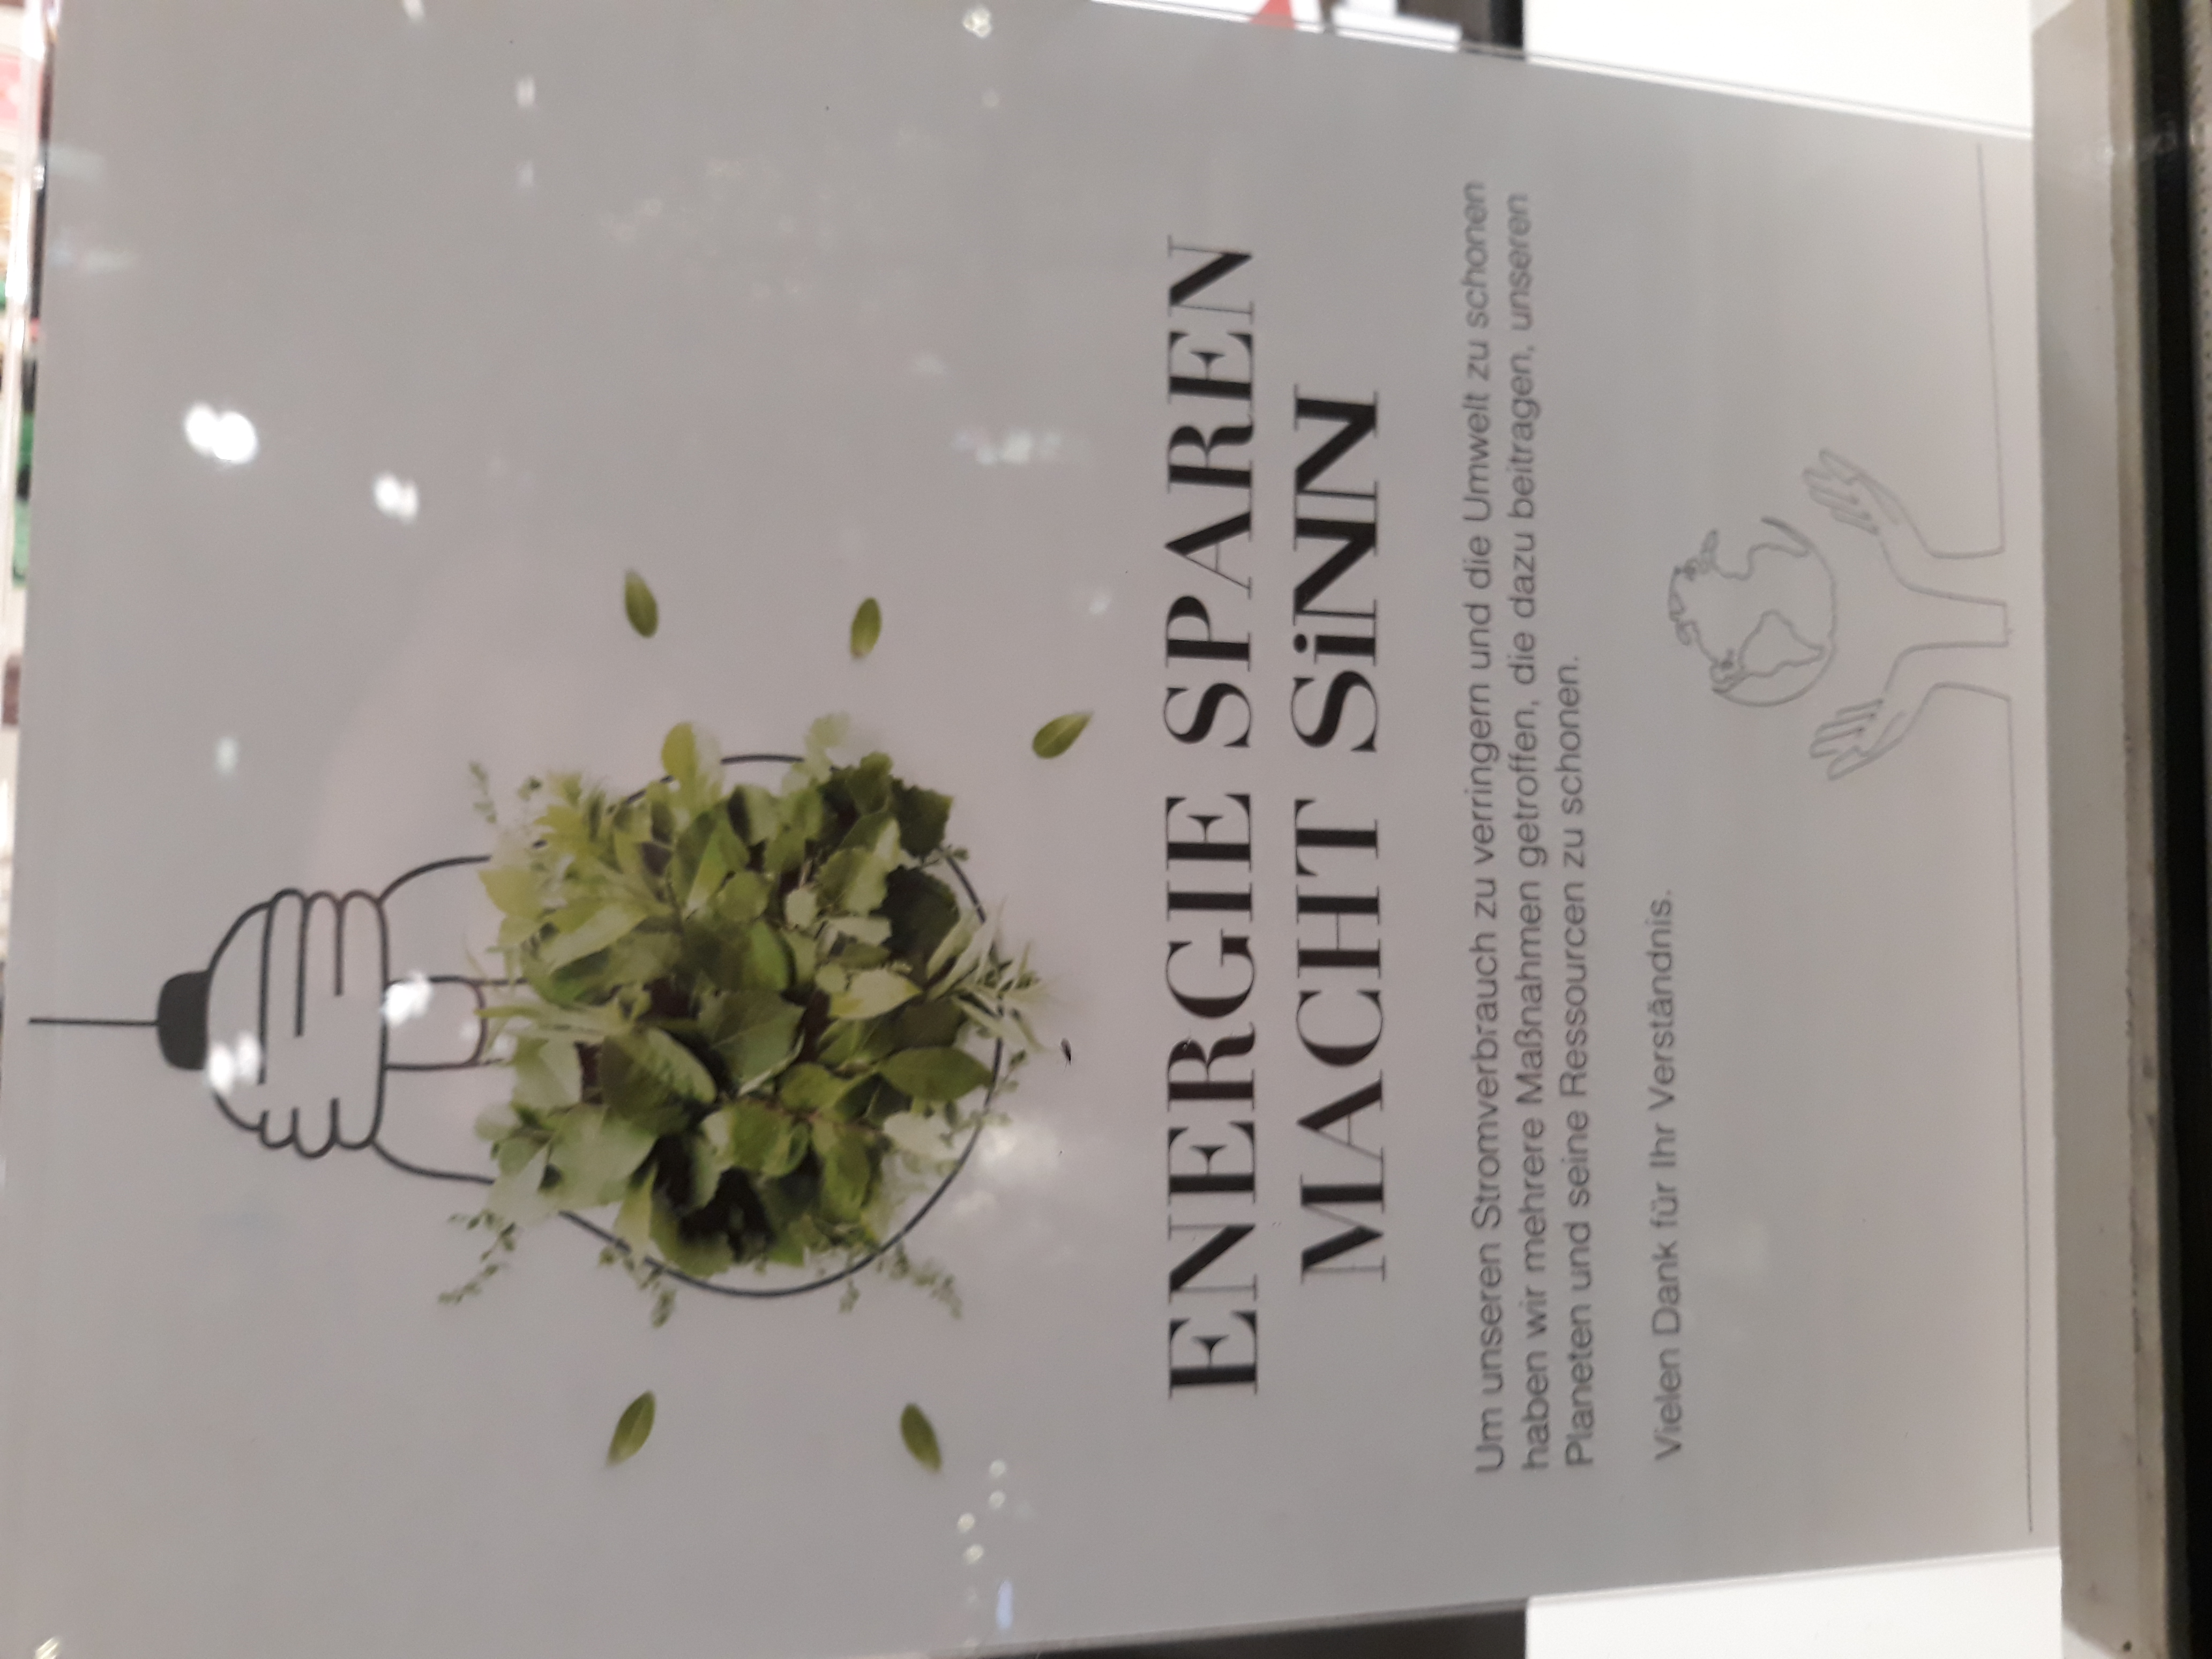 ENERGIE SPAREN
MACHT SiNN
Um unseren Stromverbrauch zu verringern und die Umwelt zu schonen
haben wir mehrere Maßnahmen getroffen, die dazu beitragen, unseren
Planeten und seine Ressourcen zu schonen.
Vielen Dank für Ihr Verständnis.